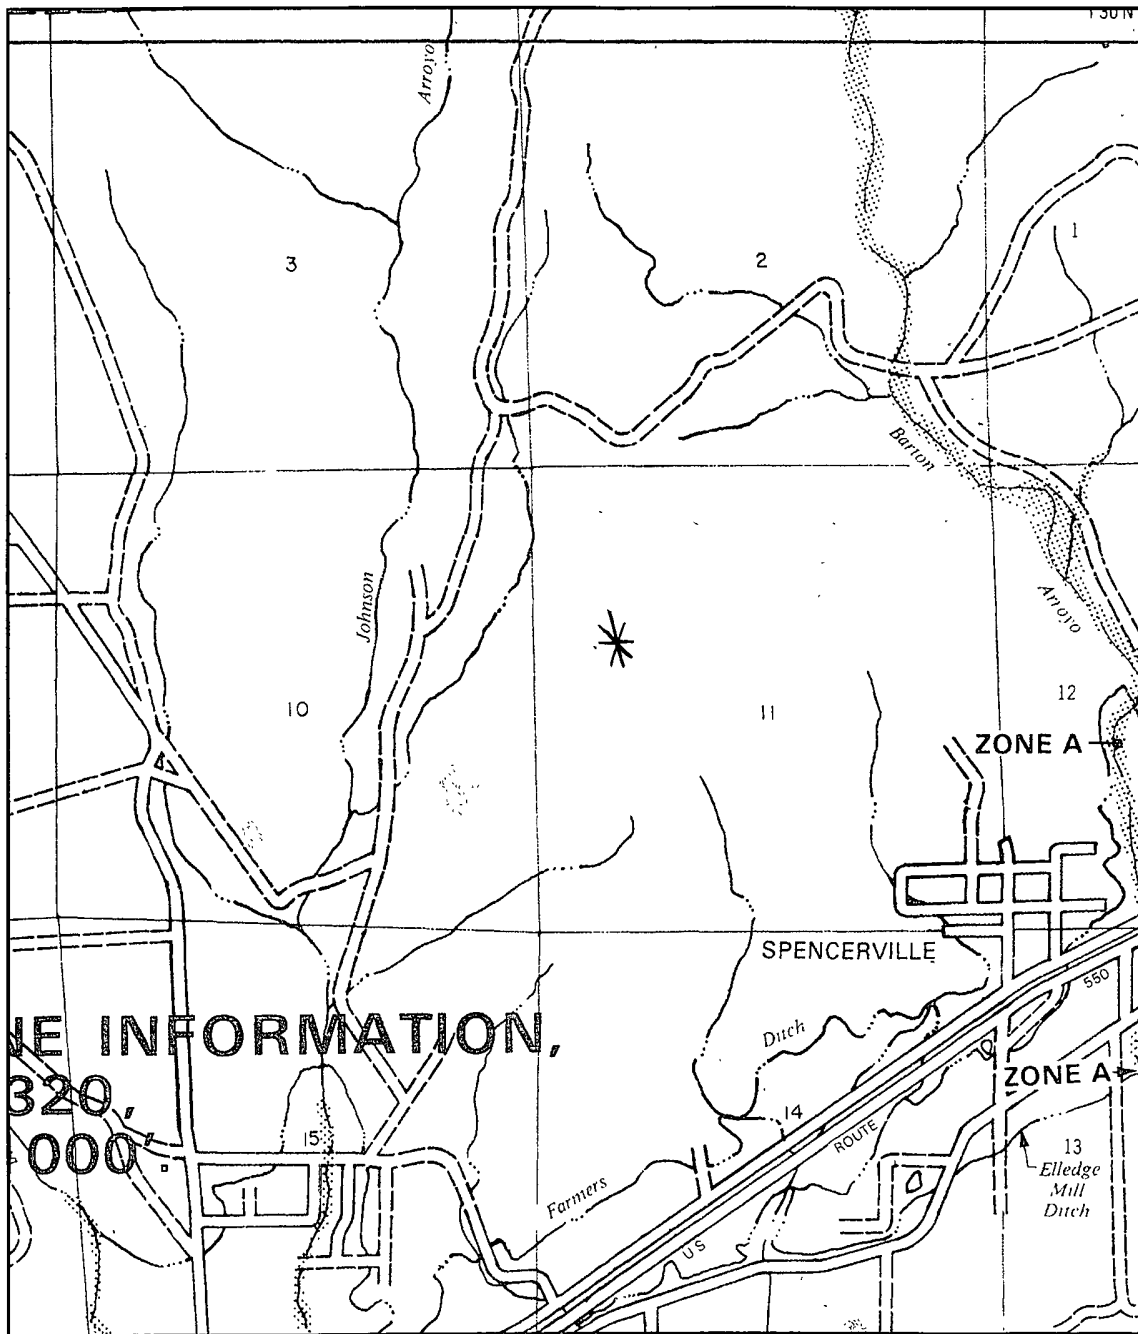 T 30 N
Arroyo
3
2
1
Barton
Arroyo
Johnson
10
11
12
ZONE A
SPENCERVILLE
550
NE INFORMATION,
320,
000.
Ditch
ZONE A
14
ROUTE
15
13
Elledge
Mill
Ditch
Farmers
US